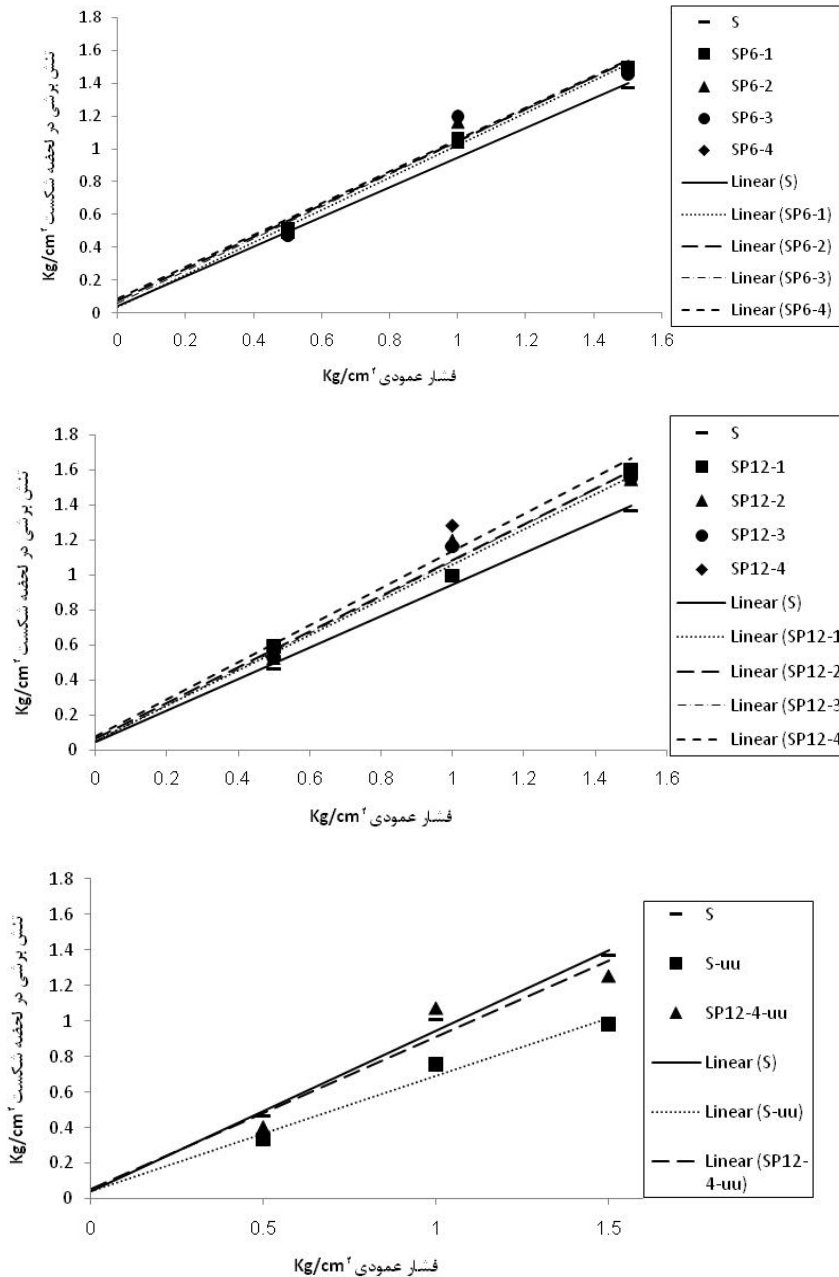 1.8
1.6
1.4
1.2
1
0.8
0.6
0.4
0.2
0
0 0.2 0.4 0.6 0.8 1 1.2 1.4 1.6
تنش برشی در لحضه شکست Kg/cm²
فشار عمودی Kg/cm²
S
SP6-1
SP6-2
SP6-3
SP6-4
Linear (S)
Linear (SP6-1)
Linear (SP6-2)
Linear (SP6-3)
Linear (SP6-4)
1.8
1.6
1.4
1.2
1
0.8
0.6
0.4
0.2
0
0 0.2 0.4 0.6 0.8 1 1.2 1.4 1.6
تنش برشی در لحضه شکست Kg/cm²
فشار عمودی Kg/cm²
S
SP12-1
SP12-2
SP12-3
SP12-4
Linear (S)
Linear (SP12-1
Linear (SP12-2
Linear (SP12-3
Linear (SP12-4
1.8
1.6
1.4
1.2
1
0.8
0.6
0.4
0.2
0
0 0.5 1 1.5
تنش برشی در لحضه شکست Kg/cm²
فشار عمودی Kg/cm²
S
S-uu
SP12-4-uu
Linear (S)
Linear (S-uu)
Linear (SP12-
4-uu)